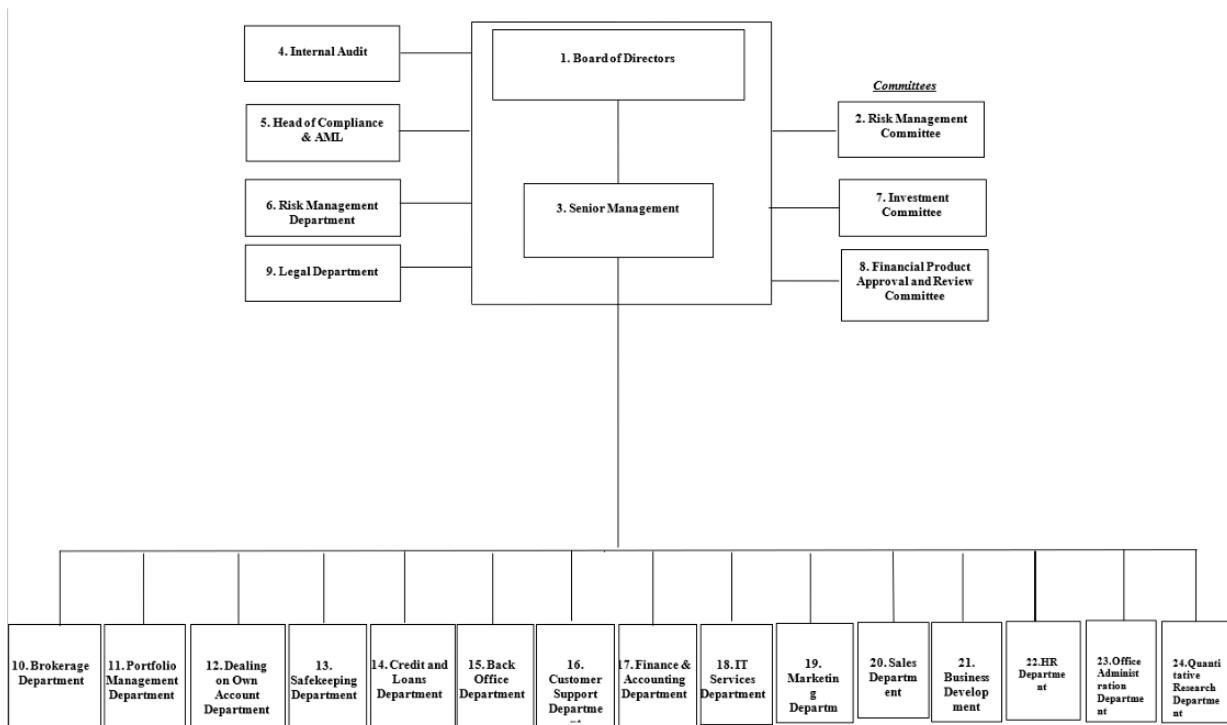 4. Internal Audit
1. Board of Directors
Committees
5. Head of Compliance
& AML
2. Risk Management
Committee
6. Risk Management
Department
3. Senior Management
7. Investment
Committee
9. Legal Department
8. Financial Product
Approval and Review
Committee
10. Brokerage
Department
11. Portfolio
Management
Department
12. Dealing
on Own
Account
Department
13.
Safekeeping
Department
14. Credit and
Loans
Department
15. Back
Office
Department
16.
Customer
Support
Departme
17. Finance &
Accounting
Department
18. IT
Services
Department
19.
Marketin
g
Departm
20. Sales
Departme
nt
21.
Business
Develop
ment
22.HR
Departme
nt
23.Office
Administ
ration
Departme
nt
24.Quanti
tative
Research
Departme
nt